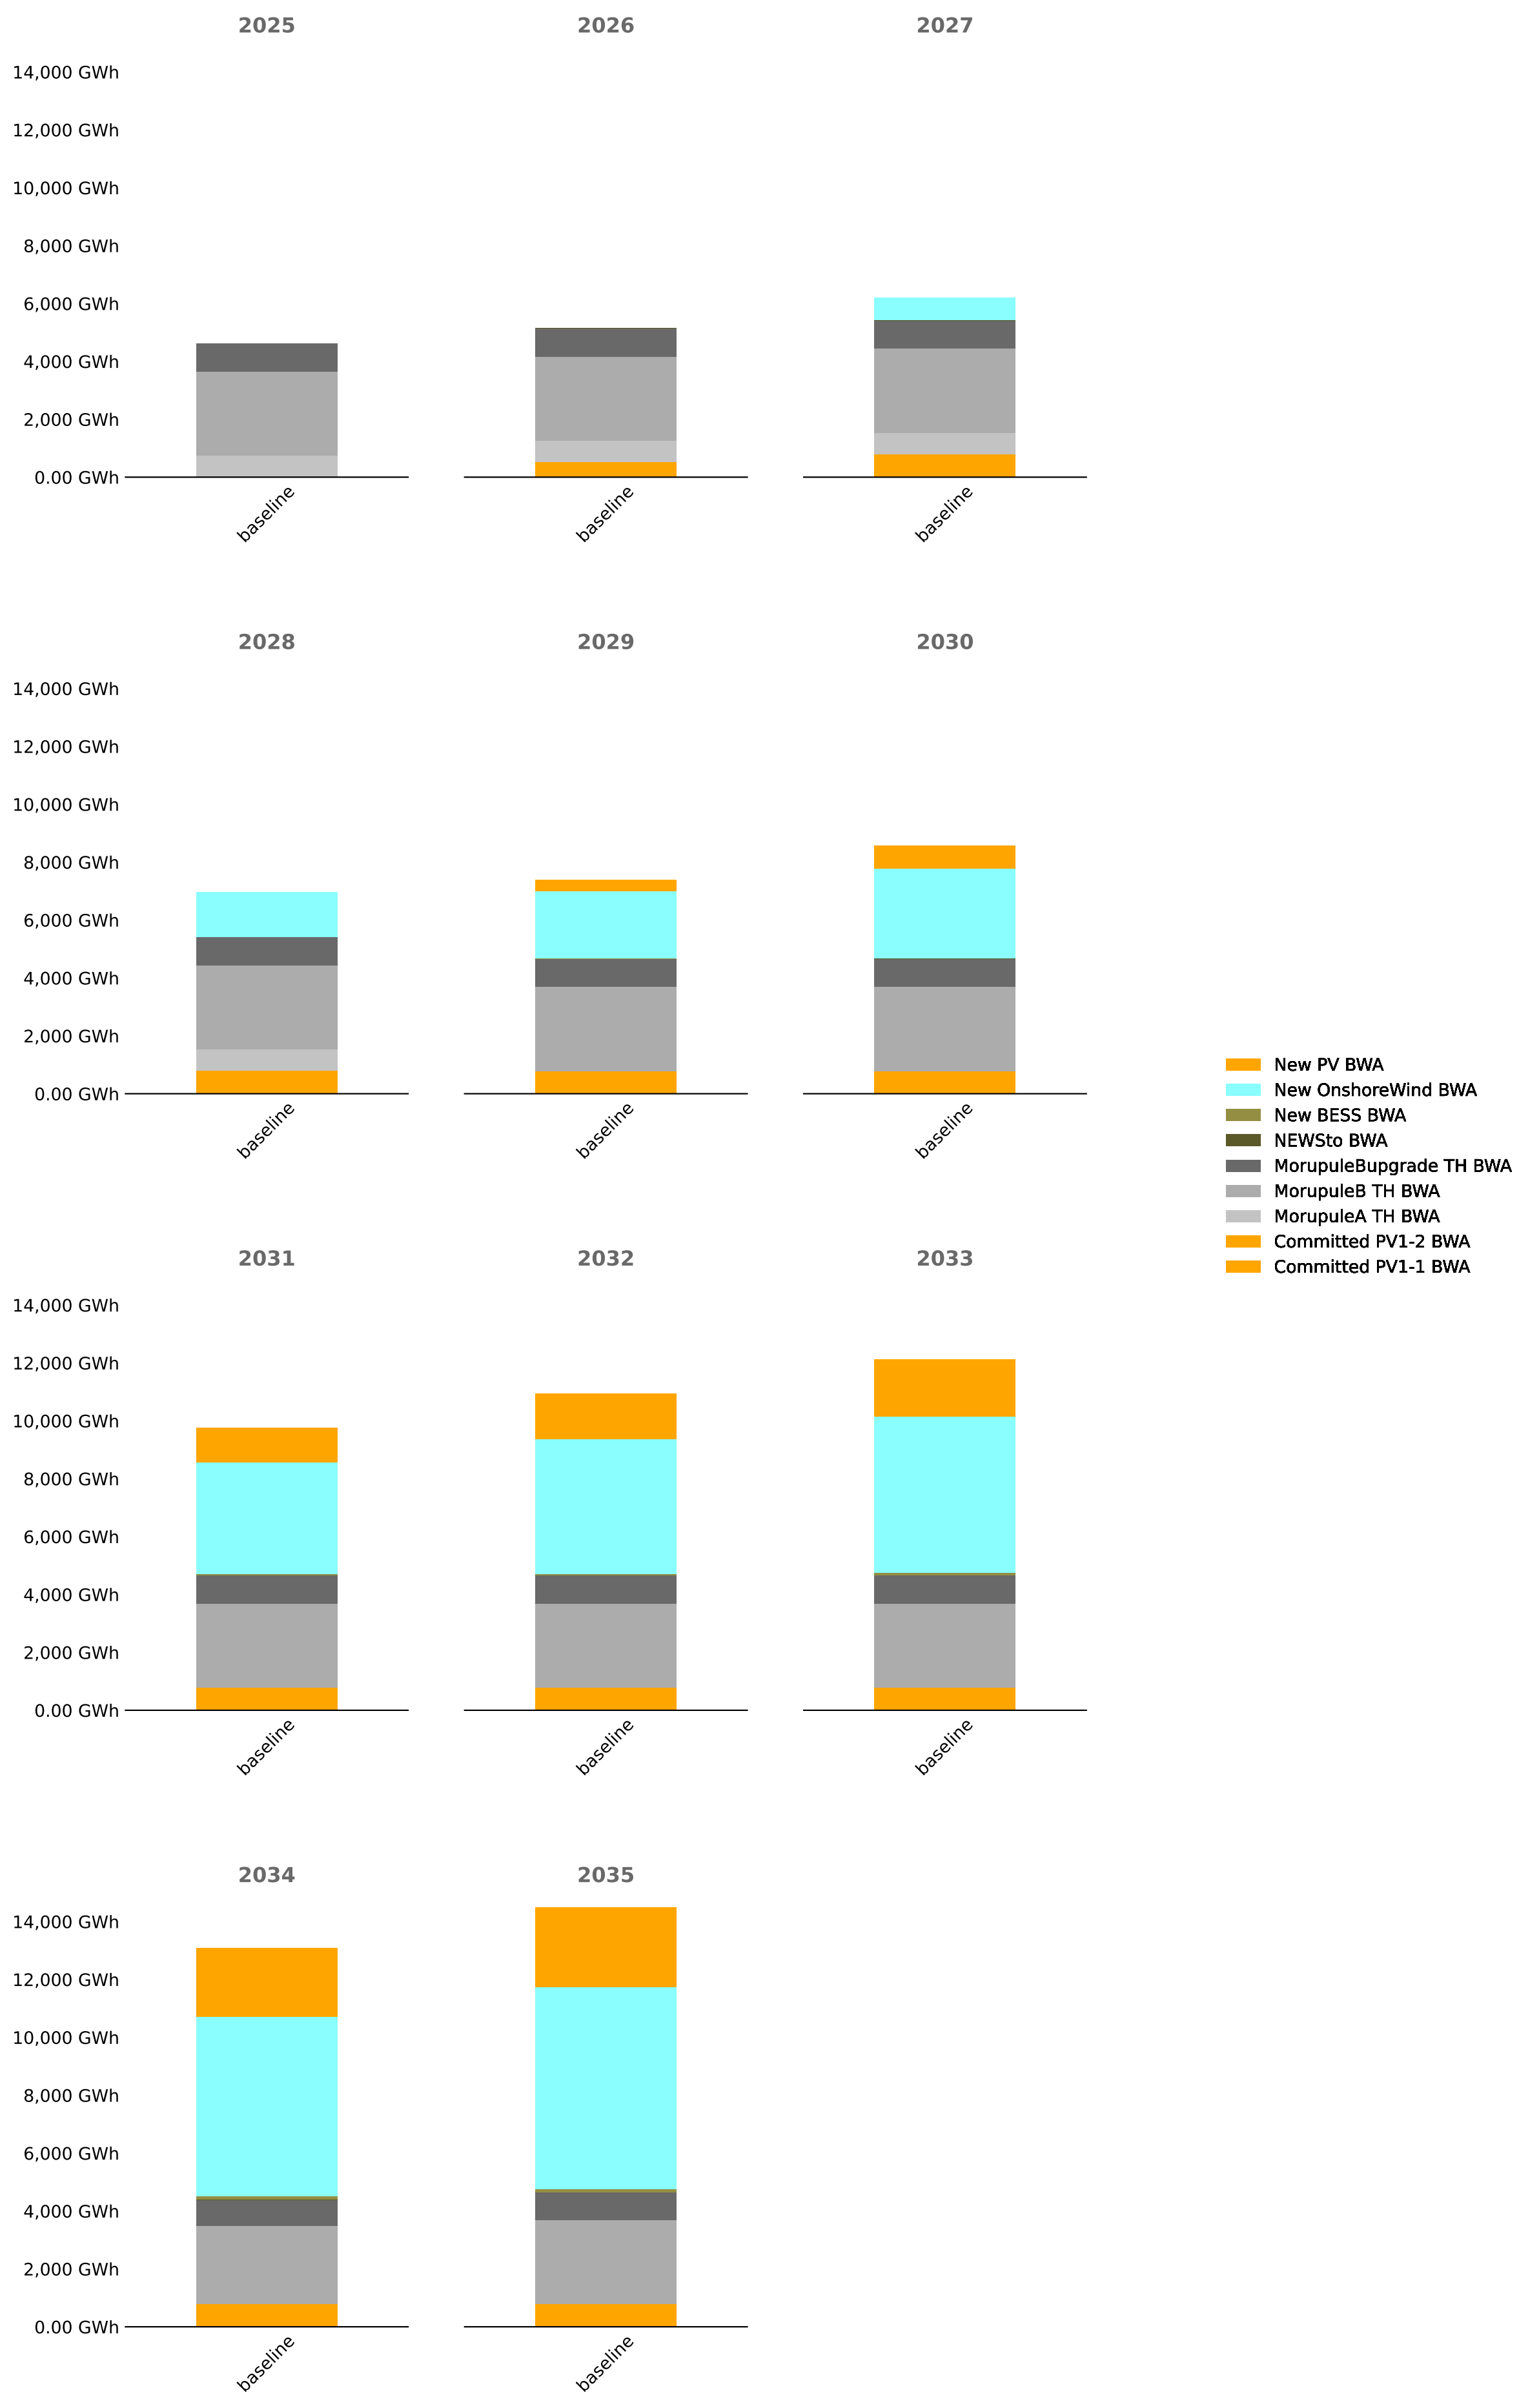 2025
2026
2027
14,000 GWh
12,000 GWh
10,000 GWh
8,000 GWh
6,000 GWh
4,000 GWh
2,000 GWh
0.00 GWh
baseline
baseline
baseline
2028
2029
2030
14,000 GWh
12,000 GWh
10,000 GWh
8,000 GWh
6,000 GWh
4,000 GWh
2,000 GWh
0.00 GWh
baseline
baseline
baseline
New PV BWA
New OnshoreWind BWA
New BESS BWA
NEWSto BWA
MorupuleBupgrade TH BWA
MorupuleB TH BWA
MorupuleA TH BWA
Committed PV1-2 BWA
Committed PV1-1 BWA
2031
2032
2033
14,000 GWh
12,000 GWh
10,000 GWh
8,000 GWh
6,000 GWh
4,000 GWh
2,000 GWh
0.00 GWh
baseline
baseline
baseline
2034
2035
14,000 GWh
12,000 GWh
10,000 GWh
8,000 GWh
6,000 GWh
4,000 GWh
2,000 GWh
0.00 GWh
baseline
baseline